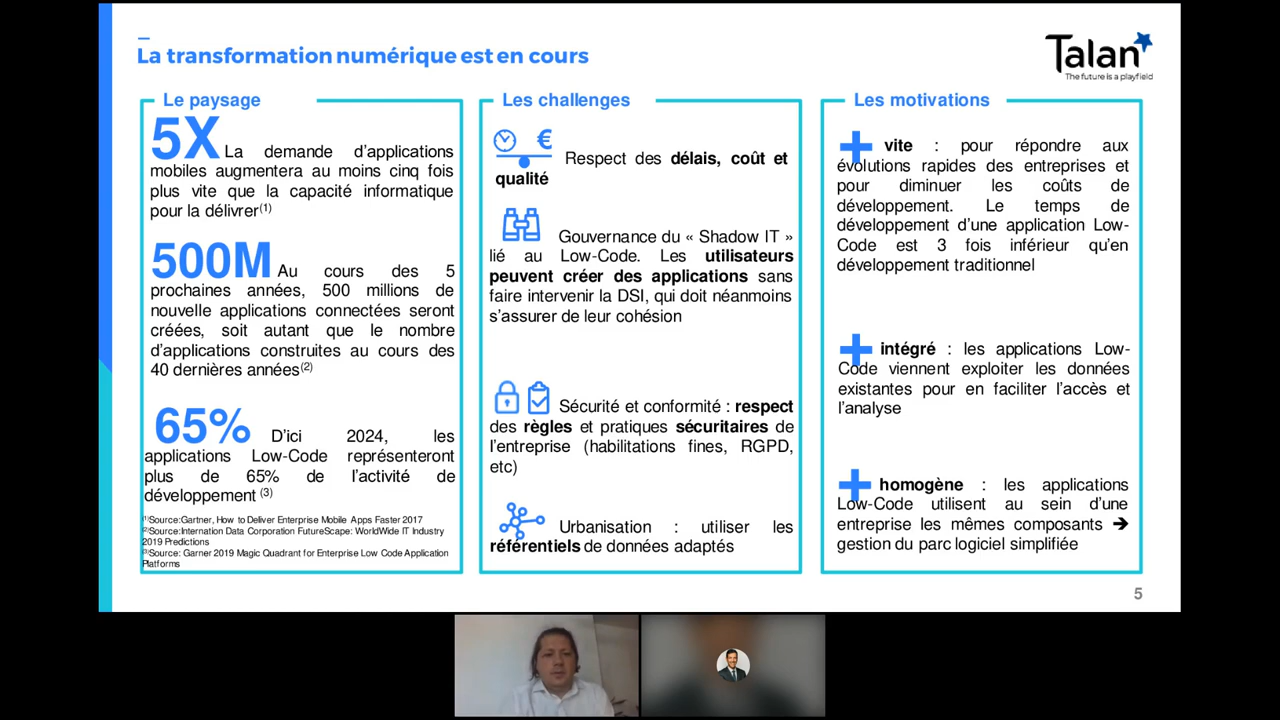 La transformation numérique est en cours
Talan
The future is a playfield
Le paysage
5X La demande d'applications
mobiles augmentera au moins cinq fois
plus vite que la capacité informatique
pour la délivrer(1)
500M Au cours des 5
prochaines années, 500 millions de
nouvelle applications connectées seront
créées, soit autant que le nombre
d'applications construites au cours des
40 dernières années(2)
65% D'ici 2024, les
applications Low-Code représenteront
plus de 65% de l'activité de
développement (3)
(1)Source:Gartner, How to Deliver Enterprise Mobile Apps Faster 2017
(2)Source:Internation Data Corporation FutureScape: WorldWide IT Industry
2019 Predictions
(3)Source: Garner 2019 Magic Quadrant for Enterprise Low Code Application
Platforms
Les challenges
€
Respect des délais, coût et
qualité
Gouvernance du « Shadow IT »
lié au Low-Code. Les utilisateurs
peuvent créer des applications sans
faire intervenir la DSI, qui doit néanmoins
s'assurer de leur cohésion
Sécurité et conformité : respect
des règles et pratiques sécuritaires de
l'entreprise (habilitations fines, RGPD,
etc)
Urbanisation : utiliser les
référentiels de données adaptés
Les motivations
+ vite : pour répondre aux
évolutions rapides des entreprises et
pour diminuer les coûts de
développement. Le temps de
développement d'une application Low-
Code est 3 fois inférieur qu'en
développement traditionnel
+ intégré : les applications Low-
Code viennent exploiter les données
existantes pour en faciliter l'accès et
l'analyse
+ homogène : les applications
Low-Code utilisent au sein d'une
entreprise les mêmes composants ➔
gestion du parc logiciel simplifiée
5